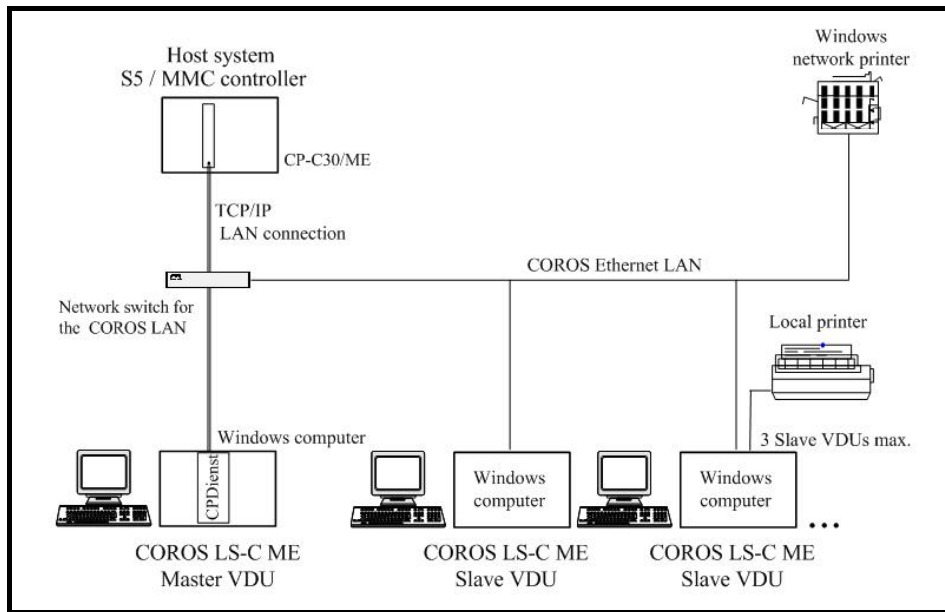 Windows
network printer
Host system
S5 / MMC controller
CP-C30/ME
TCP/IP
LAN connection
COROS Ethernet LAN
Network switch for
the COROS LAN
Local printer
Windows computer
3 Slave VDUs max.
CPDienst
Windows
computer
Windows
computer
...
COROS LS-C ME
Master VDU
COROS LS-C ME
Slave VDU
COROS LS-C ME
Slave VDU